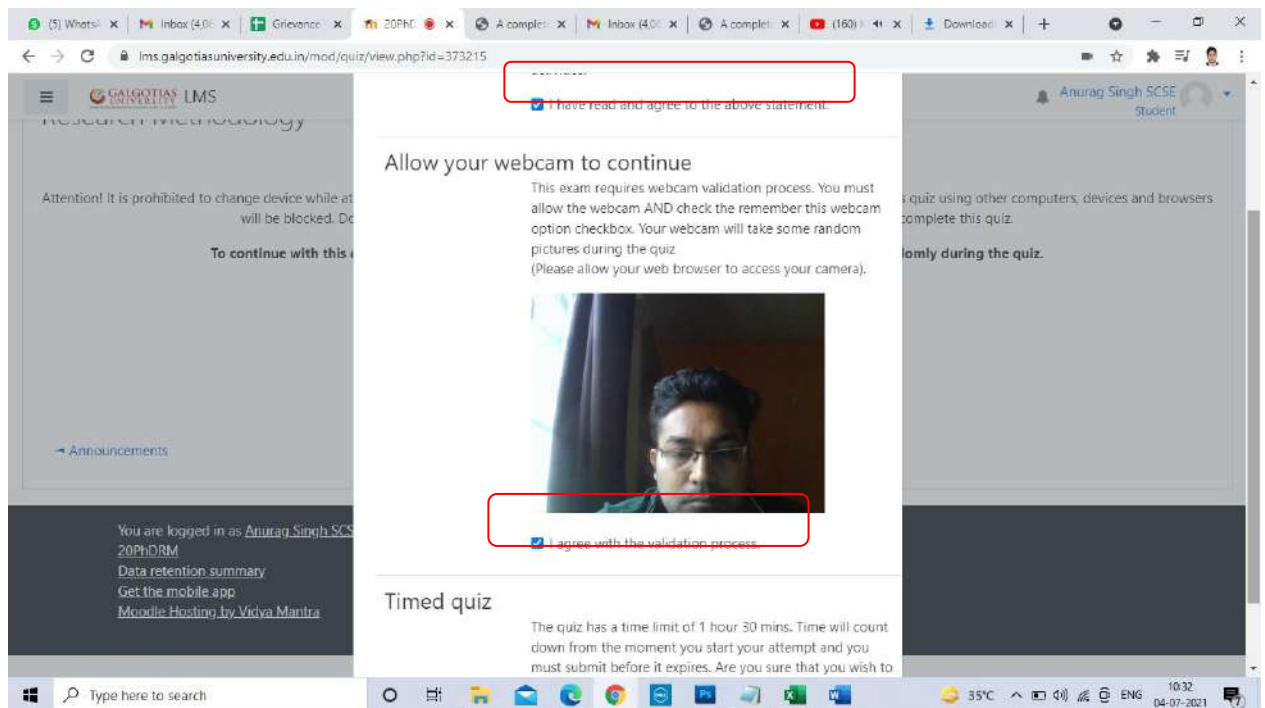 (5) Whats
Inbox (4,06
Grievance
20PhD
A complet
Inbox (4,06
A complet
(160)
Download
lms.galgotiasuniversity.edu.in/mod/quiz/view.php?id=373215
GALGOTIAS
UNIVERSITY
LMS
Anurag Singh SCSE
Student
Research Methodology
I have read and agree to the above statement.
Allow your webcam to continue
This exam requires webcam validation process. You must
allow the webcam AND check the remember this webcam
option checkbox. Your webcam will take some random
pictures during the quiz
(Please allow your web browser to access your camera).
Attention! It is prohibited to change device while at
s quiz using other computers, devices and browsers
will be blocked. Do
complete this quiz.
To continue with this
omly during the quiz.
Announcements
I agree with the validation process.
You are logged in as Anurag Singh SCS
20PhDRM
Data retention summary
Get the mobile app
Moodle Hosting by Vidya Mantra
Timed quiz
The quiz has a time limit of 1 hour 30 mins. Time will count
down from the moment you start your attempt and you
must submit before it expires. Are you sure that you wish to
Type here to search
Ps
35°C
ENG
10:32
04-07-2021